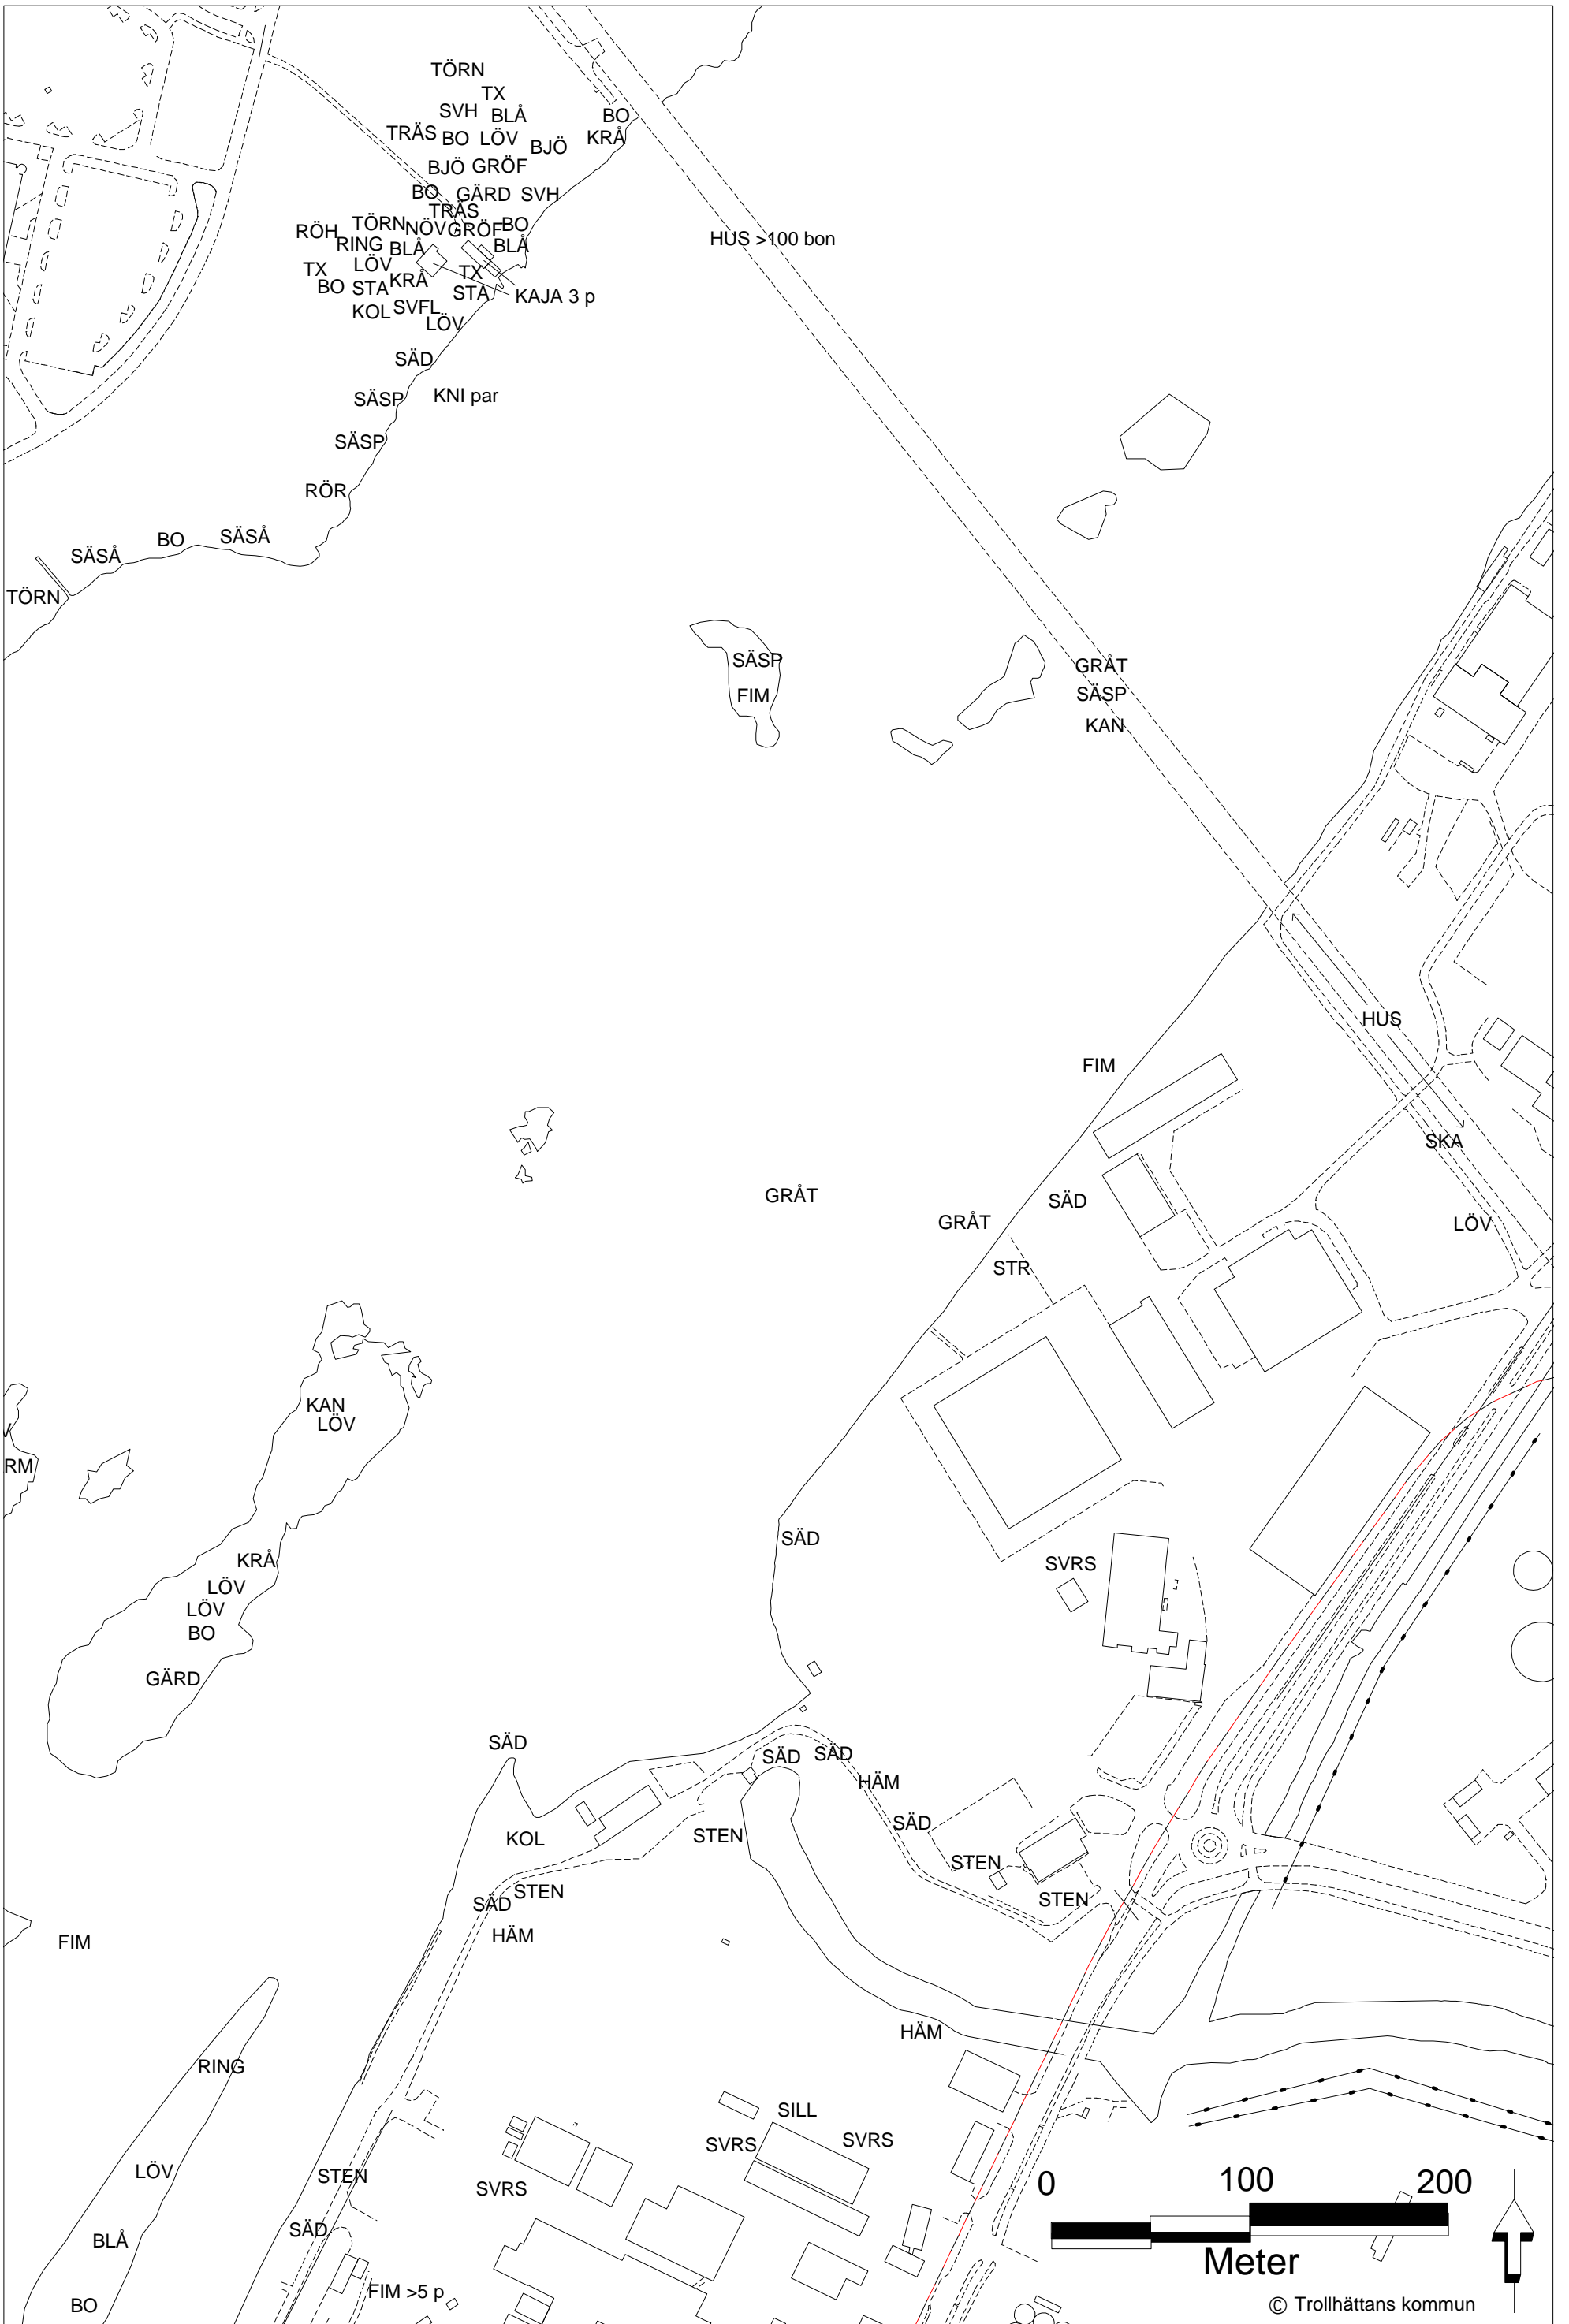 TÖRN
TX
SVH
BLÅ
BO
TRÄS
BO
LÖV
KRÅ
BJÖ
BJÖ
GRÖF
BO
GÄRD
SVH
TRÄS
TÖRN
NÖV
GRÖF
BO
RÖH
RING
BLÅ
BLÅ
HUS >100 bon
TX
LÖV
TX
BO
STA
KRÅ
STA
KAJA 3 p
KOL
SVFL
LÖV
SÄD
SÄSP
KNI par
SÄSP
RÖR
SÄSÅ
BO
SÄSÅ
TÖRN
SÄSP
FIM
GRÅT
SÄSP
KAN
HUS
FIM
SKA
GRÅT
SÄD
GRÅT
LÖV
STR
KAN
LÖV
RM
SÄD
KRÅ
SVRS
LÖV
LÖV
BO
GÄRD
SÄD
SÄD
SÄD
HÄM
SÄD
KOL
STEN
STEN
STEN
SÄD
STEN
HÄM
FIM
HÄM
RING
SILL
SVRS
SVRS
LÖV
STEN
SVRS
SÄD
BLÅ
FIM >5 p
BO
0 100 200
Meter
© Trollhättans kommun